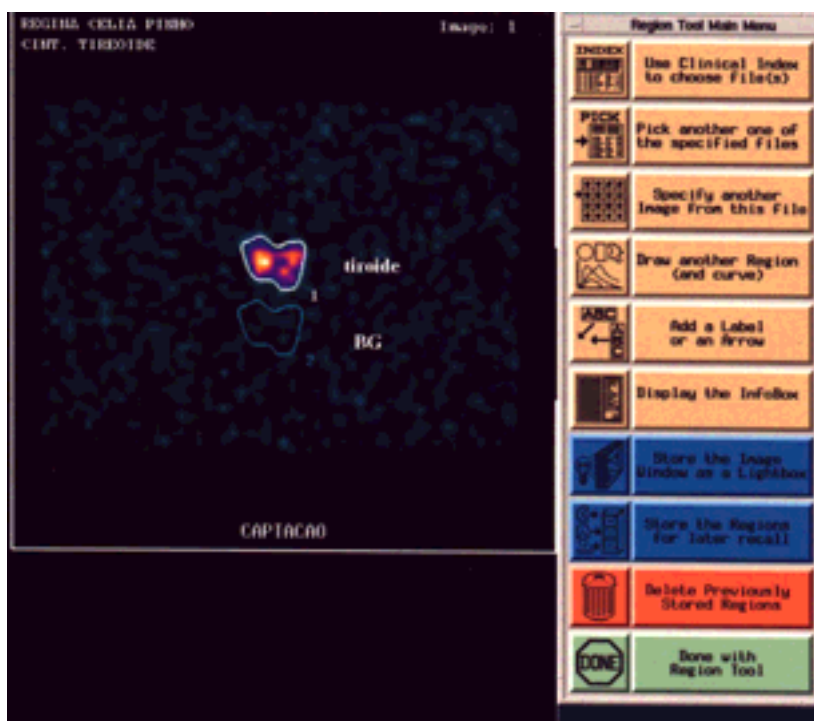 REGINA CELIA PINHO
Image: 1
CINT. TIREOIDE
tiroide
1
BG
2
CAPTACAO
Region Tool Main Menu
INDEX
Use Clinical Index
to choose file(s)
PICK
Pick another one of
the specified files
Specify another
Image from this file
Draw another Region
(and curve)
ABC
Add a Label
or an Arrow
Display the InfoBox
Store the Image
Window as a Lightbox
Store the Regions
for later recall
Delete Previously
Stored Regions
DONE
Done with
Region Tool